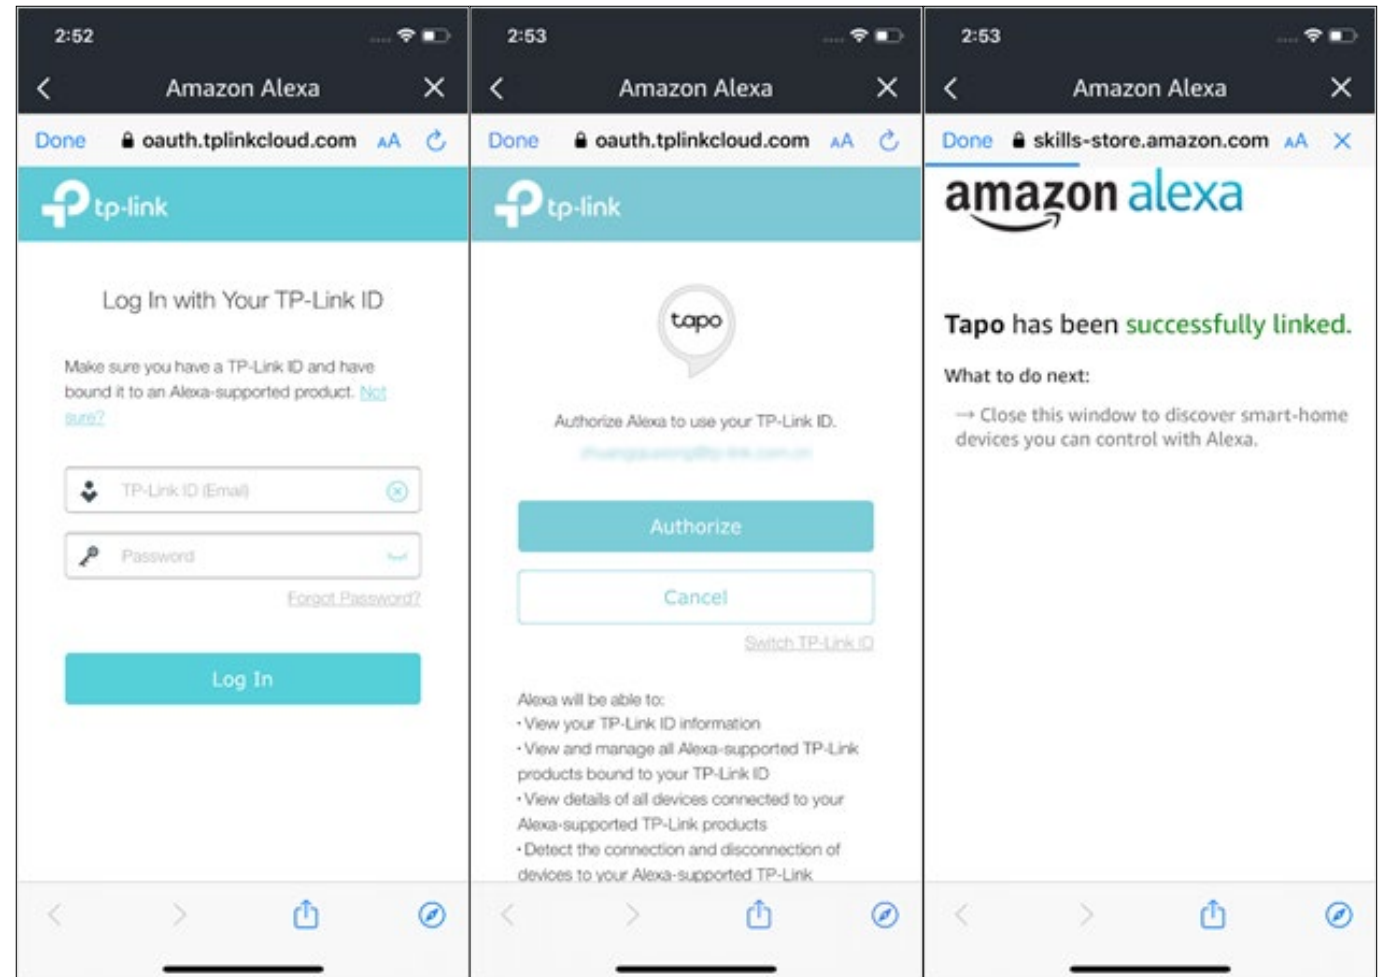 2:52
Amazon Alexa
Done oauth.tplinkcloud.com AA
tp-link
Log In with Your TP-Link ID
Make sure you have a TP-Link ID and have
bound it to an Alexa-supported product. Not
sure?
TP-Link ID (Email)
Password
Forgot Password?
Log In
2:53
Amazon Alexa
Done oauth.tplinkcloud.com AA
tp-link
tapo
Authorize Alexa to use your TP-Link ID.
Authorize
Cancel
Switch TP-Link ID
Alexa will be able to:
· View your TP-Link ID information
· View and manage all Alexa-supported TP-Link
products bound to your TP-Link ID
· View details of all devices connected to your
Alexa-supported TP-Link products
· Detect the connection and disconnection of
devices to your Alexa-supported TP-Link
2:53
Amazon Alexa
Done skills-store.amazon.com AA
amazon alexa
Tapo has been successfully linked.
What to do next:
→ Close this window to discover smart-home
devices you can control with Alexa.